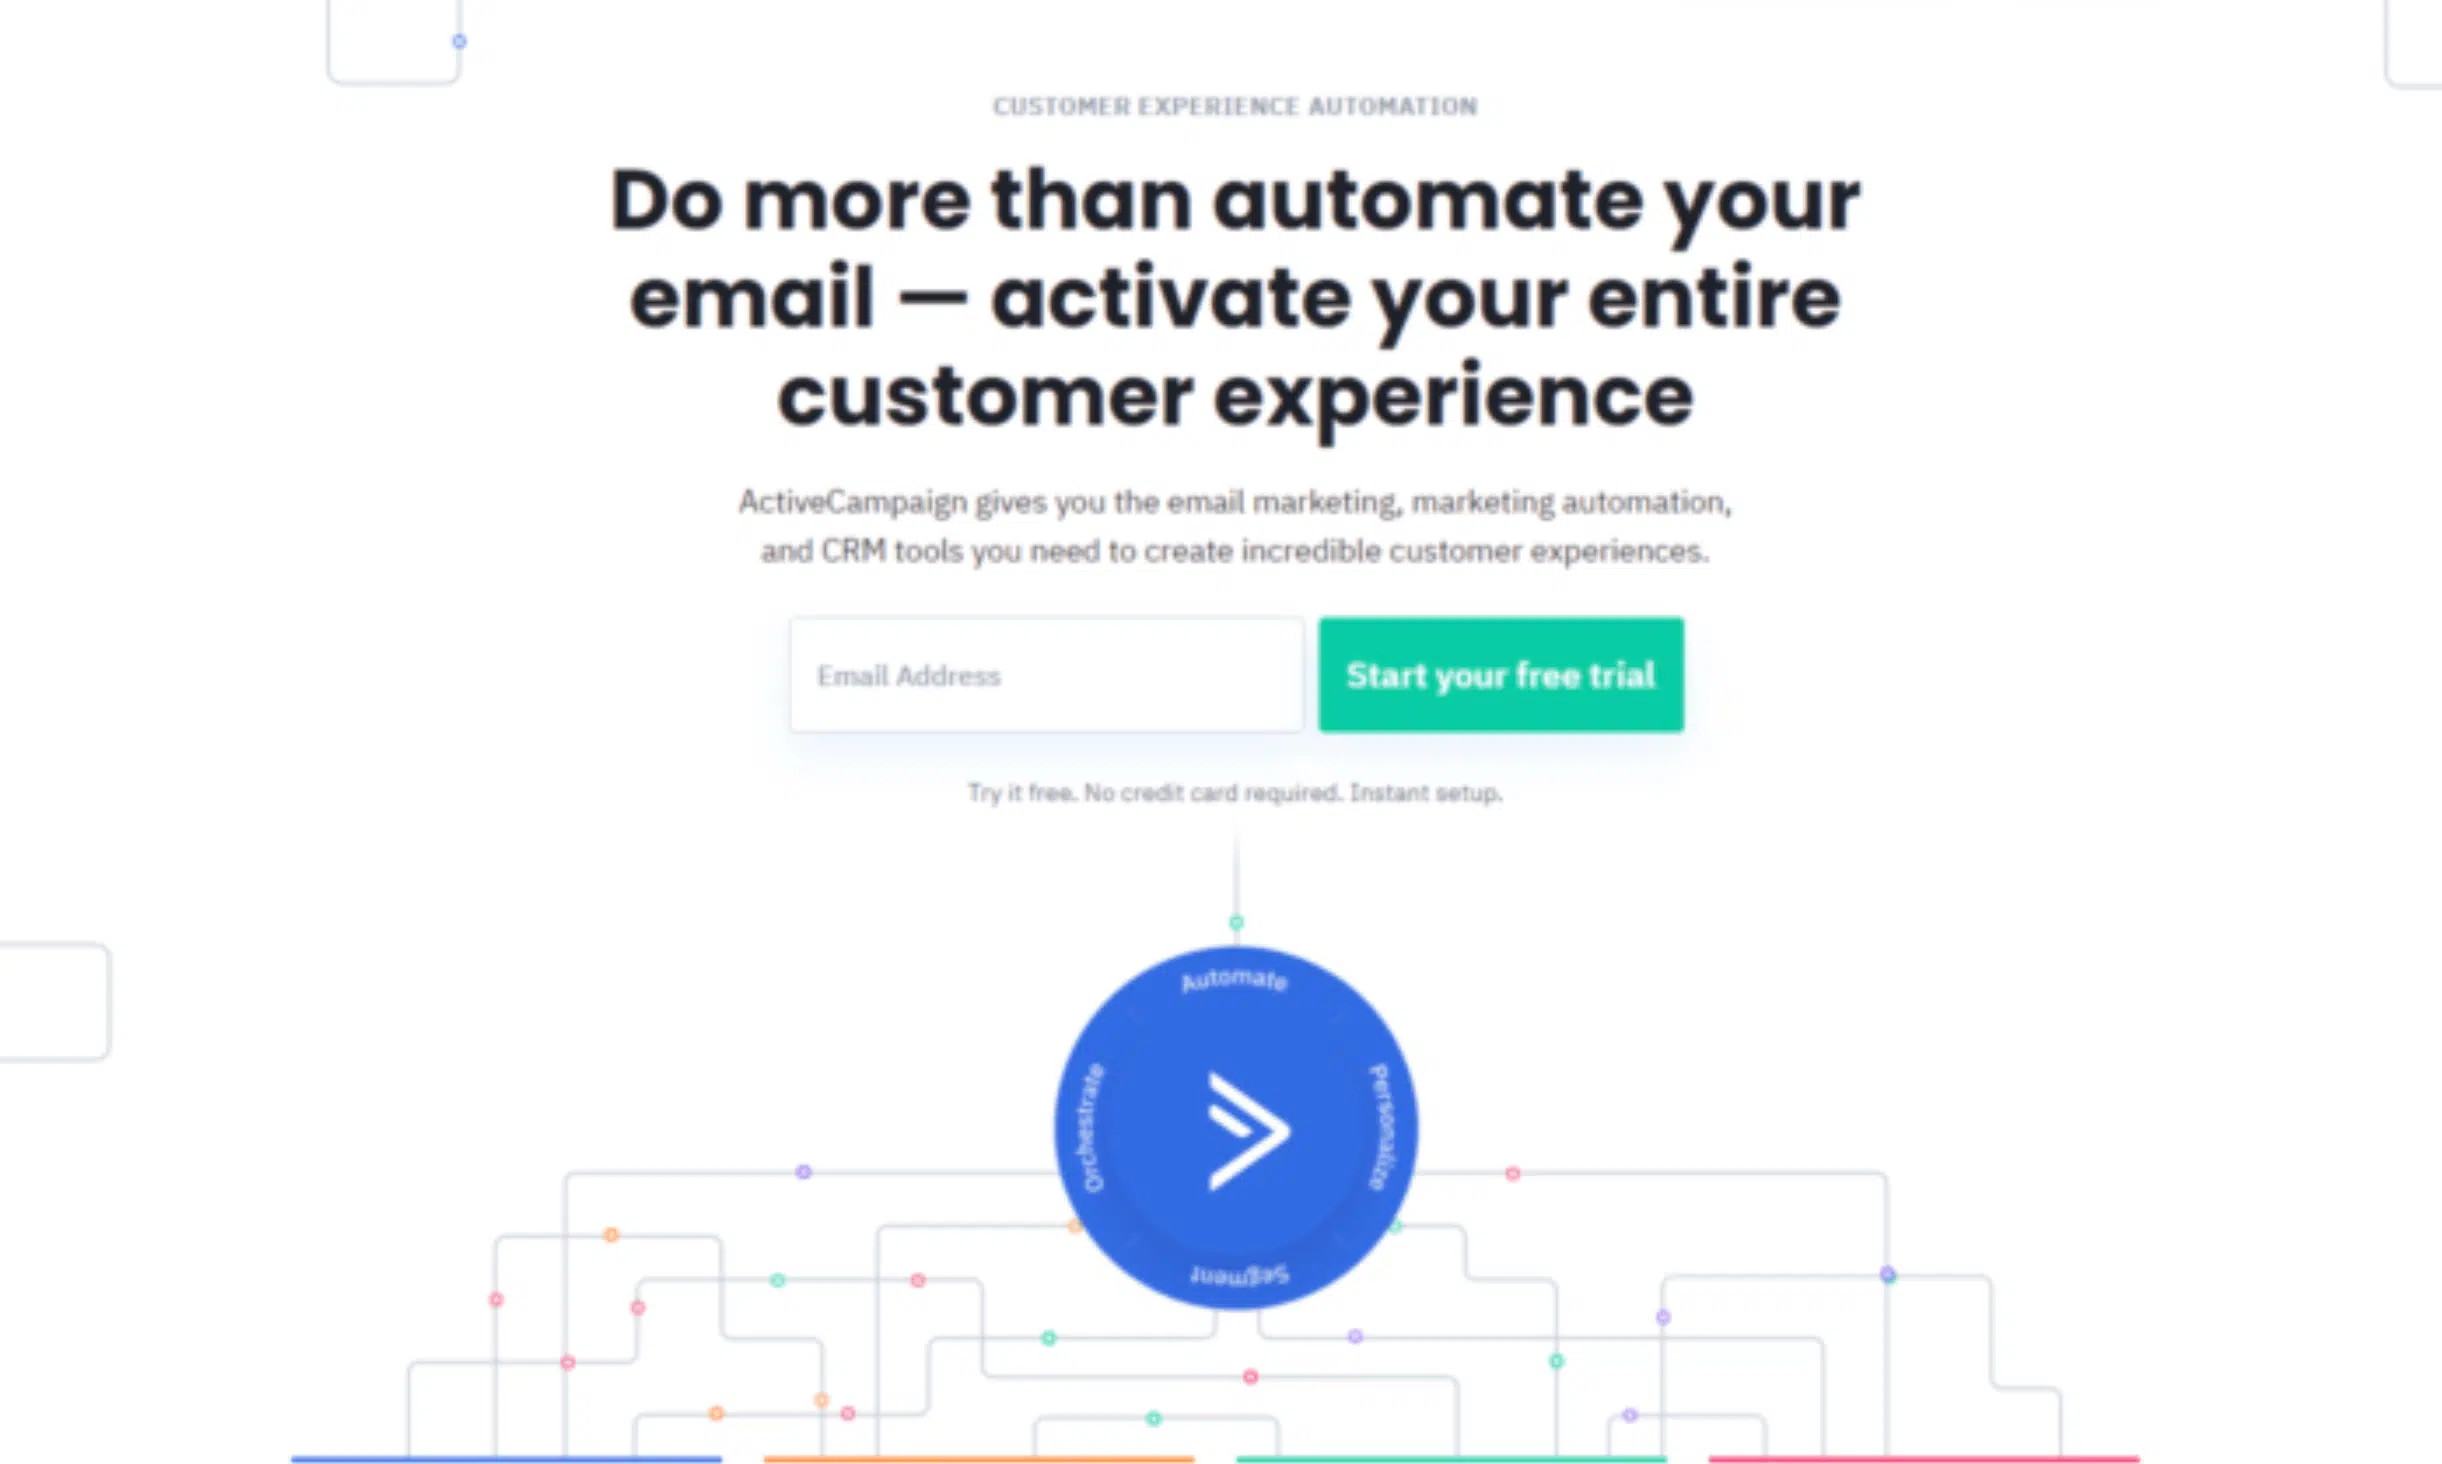 CUSTOMER EXPERIENCE AUTOMATION
Do more than automate your
email — activate your entire
customer experience
ActiveCampaign gives you the email marketing, marketing automation,
and CRM tools you need to create incredible customer experiences.
Email Address
Start your free trial
Try it free. No credit card required. Instant setup.
Automate
Orchestrate
Personalize
Segment